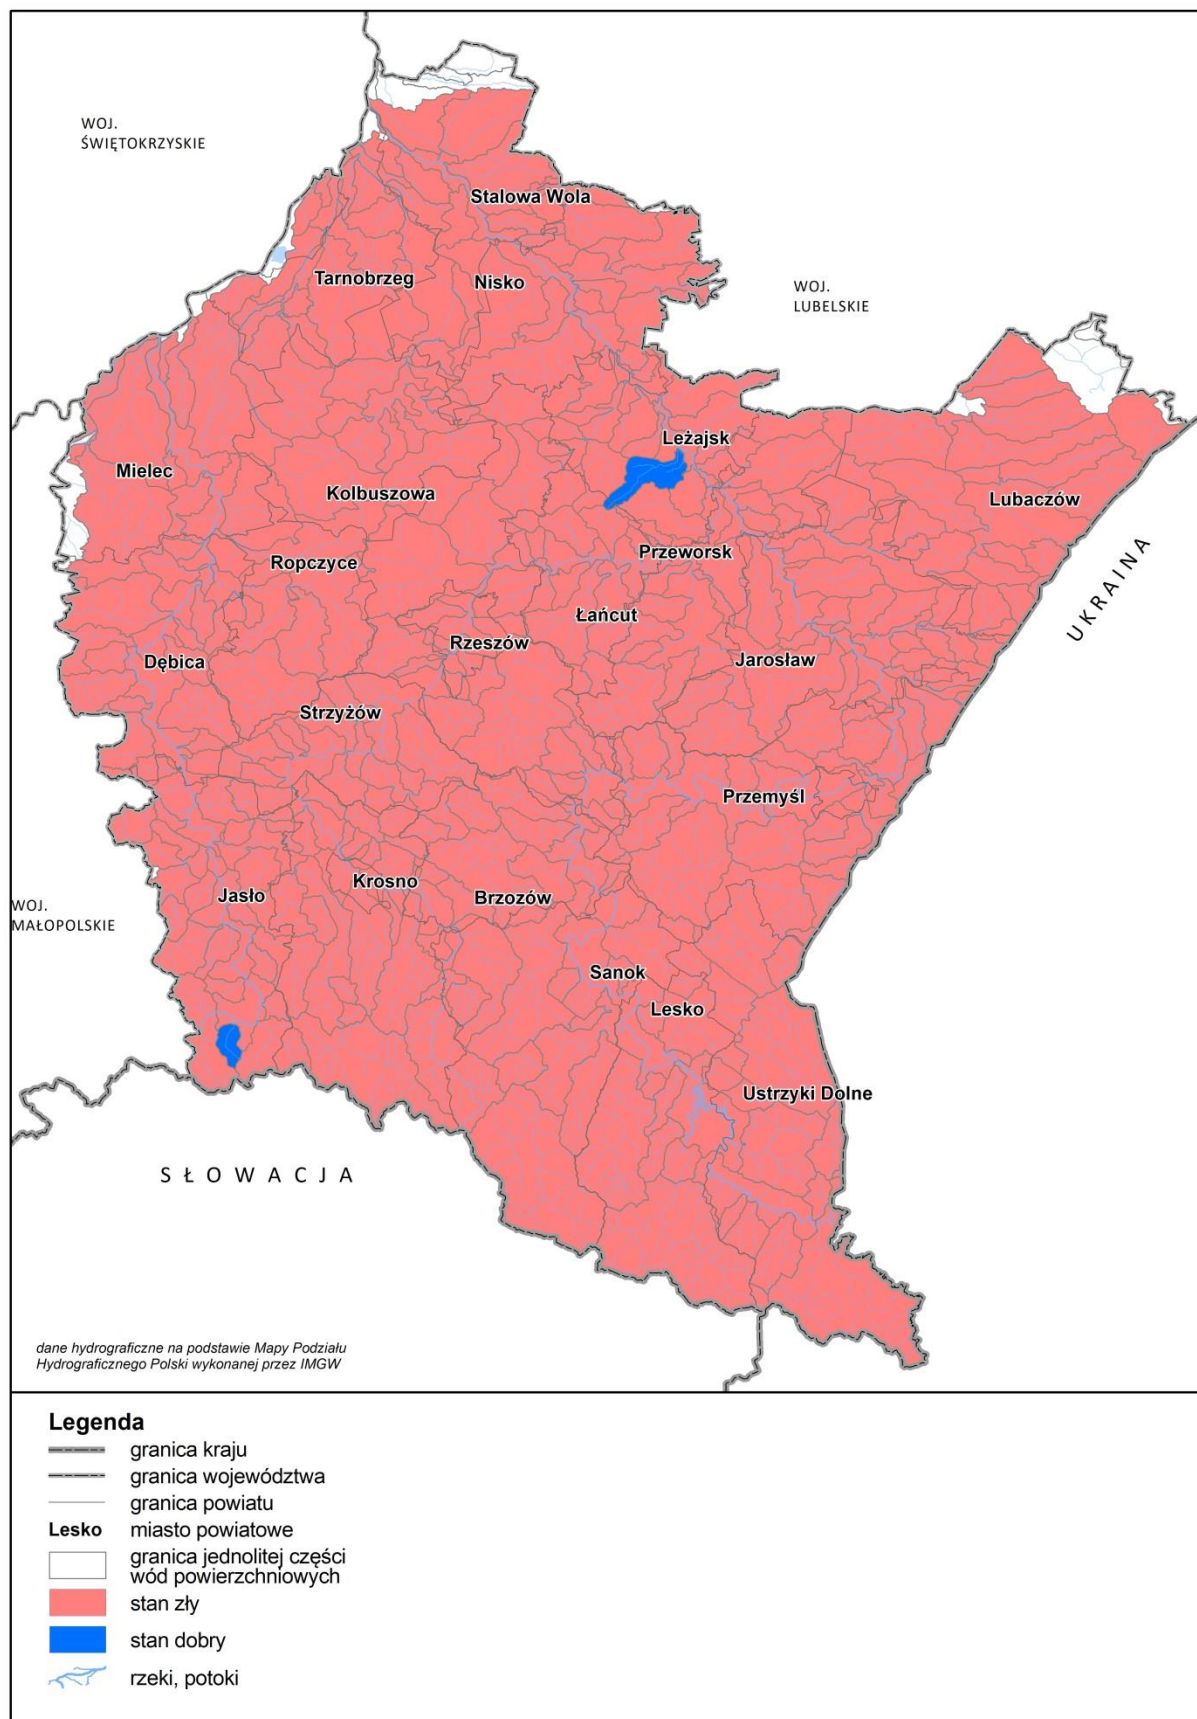 WOJ.
ŚWIĘTOKRZYSKIE
Stalowa Wola
Tarnobrzeg
Nisko
WOJ.
LUBELSKIE
Leżajsk
Mielec
Kolbuszowa
Lubaczów
Przeworsk
Ropczyce
UKRAINA
Łańcut
Rzeszów
Dębica
Jarosław
Strzyżów
Przemyśl
Krosno
Jasło
Brzozów
WOJ.
MAŁOPOLSKIE
Sanok
Lesko
Ustrzyki Dolne
SŁOWACJA
dane hydrograficzne na podstawie Mapy Podziału
Hydrograficznego Polski wykonanej przez IMGW
Legenda
granica kraju
granica województwa
granica powiatu
Lesko miasto powiatowe
granica jednolitej części
wód powierzchniowych
stan zły
stan dobry
rzeki, potoki